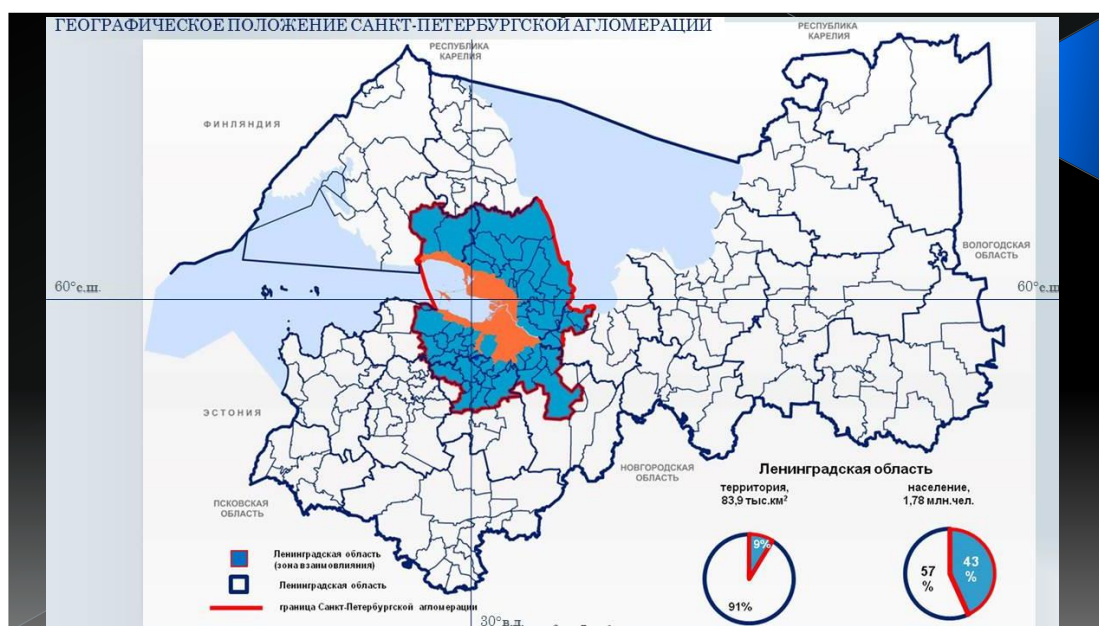 ГЕОГРАФИЧЕСКОЕ ПОЛОЖЕНИЕ САНКТ-ПЕТЕРБУРГСКОЙ АГЛОМЕРАЦИИ
РЕСПУБЛИКА
КАРЕЛИЯ
РЕСПУБЛИКА
КАРЕЛИЯ
ФИНЛЯНДИЯ
ВОЛОГОДСКАЯ
ОБЛАСТЬ
60°с.ш.
60°с.ш
ЭСТОНИЯ
НОВГОРОДСКАЯ
ОБЛАСТЬ
ПСКОВСКАЯ
ОБЛАСТЬ
Ленинградская область
территория,
83,9 тыс.км²
население,
1,78 млн.чел.
9%
91%
57
%
43
%
Ленинградская область
(зона взаимовлияния)
Ленинградская область
граница Санкт-Петербургской агломерации
30°в.д.